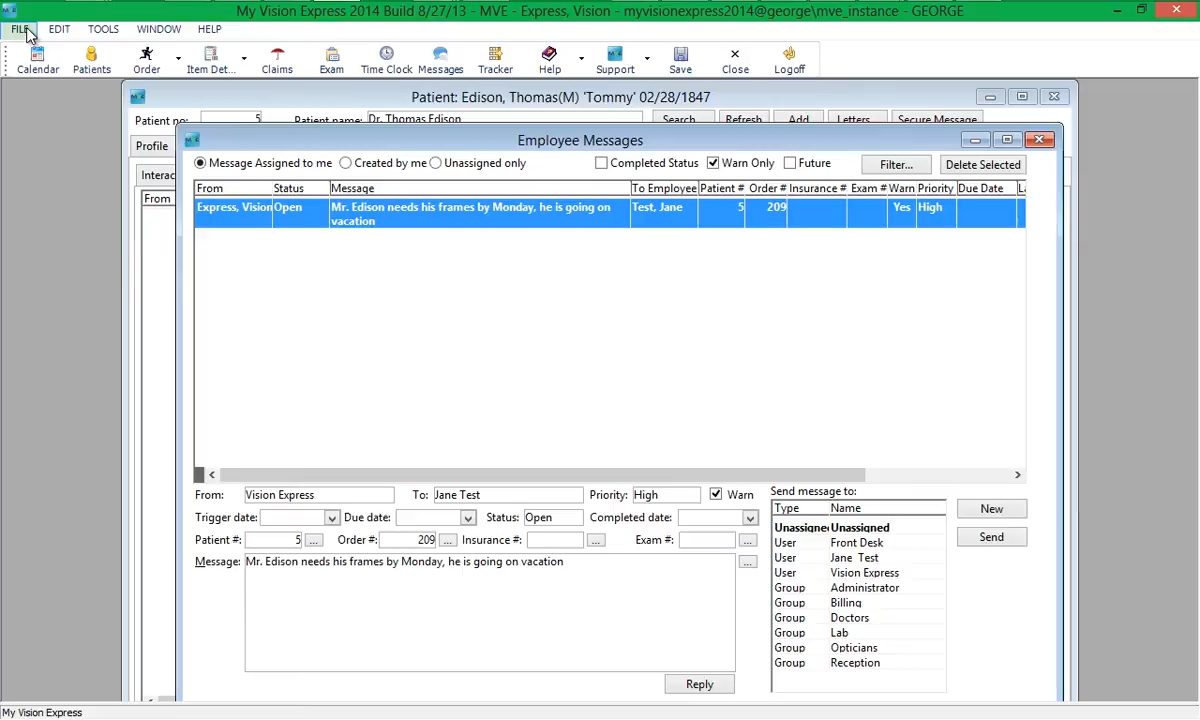 My Vision Express 2014 Build 8/27/13 - MVE - Express, Vision - myvisionexpress2014@george\mve_instance - GEORGE
FILE EDIT TOOLS WINDOW HELP
Calendar Patients Order Item Det... Claims Exam Time Clock Messages Tracker Help Support Save Close Logoff
Patient: Edison, Thomas(M) 'Tommy' 02/28/1847
Patient no: 5 Patient name: Dr. Thomas Edison Search Refresh Add Letters Secure Message
Profile
Employee Messages
Message Assigned to me Created by me Unassigned only Completed Status Warn Only Future Filter... Delete Selected
Interac
From
From Status Message To Employee Patient # Order # Insurance # Exam # Warn Priority Due Date
Express, Vision Open Mr. Edison needs his frames by Monday, he is going on Test, Jane 5 209 Yes High
vacation
From: Vision Express To: Jane Test Priority: High Warn
Trigger date: Due date: Status: Open Completed date:
Patient #: 5 ... Order #: 209 ... Insurance #: ... Exam #: ...
Message: Mr. Edison needs his frames by Monday, he is going on vacation ...
Reply
Send message to:
Type Name
Unassigned Unassigned
User Front Desk
User Jane Test
User Vision Express
Group Administrator
Group Billing
Group Doctors
Group Lab
Group Opticians
Group Reception
New
Send
My Vision Express